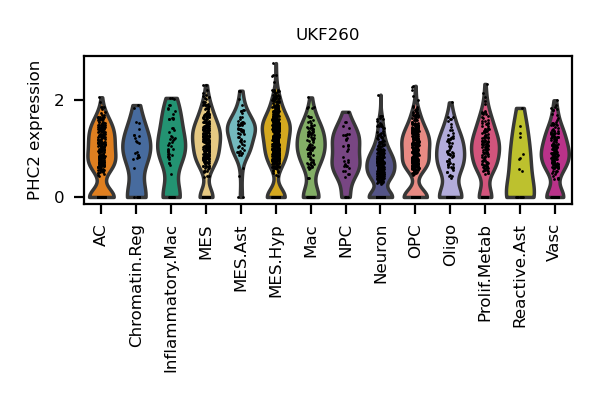 UKF260
PHC2 expression
2
0
AC
Chromatin.Reg
Inflammatory.Mac
MES
MES.Ast
MES.Hyp
Mac
NPC
Neuron
OPC
Oligo
Prolif.Metab
Reactive.Ast
Vasc